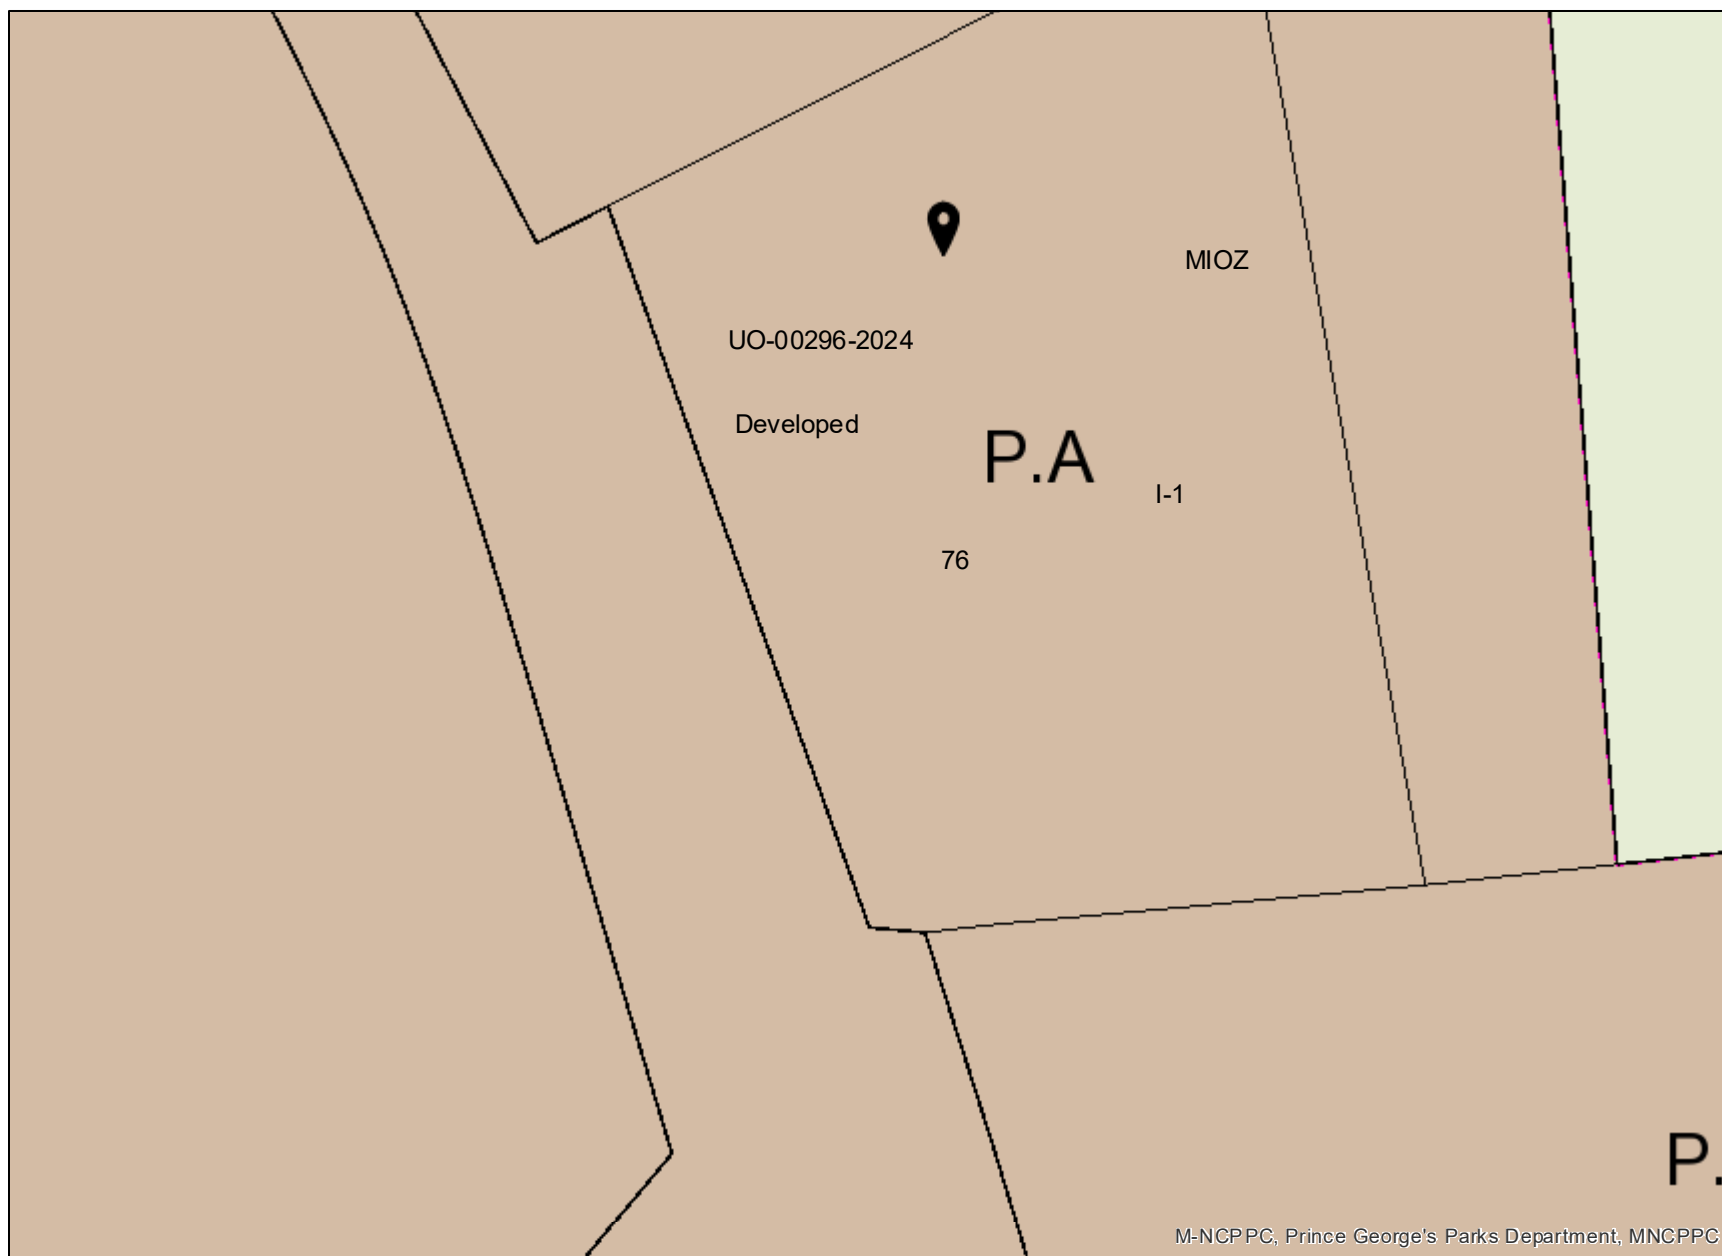 MIOZ
UO-00296-2024
Developed
P.A
I-1
76
P.
M-NCPPC, Prince George's Parks Department, MNCPPC